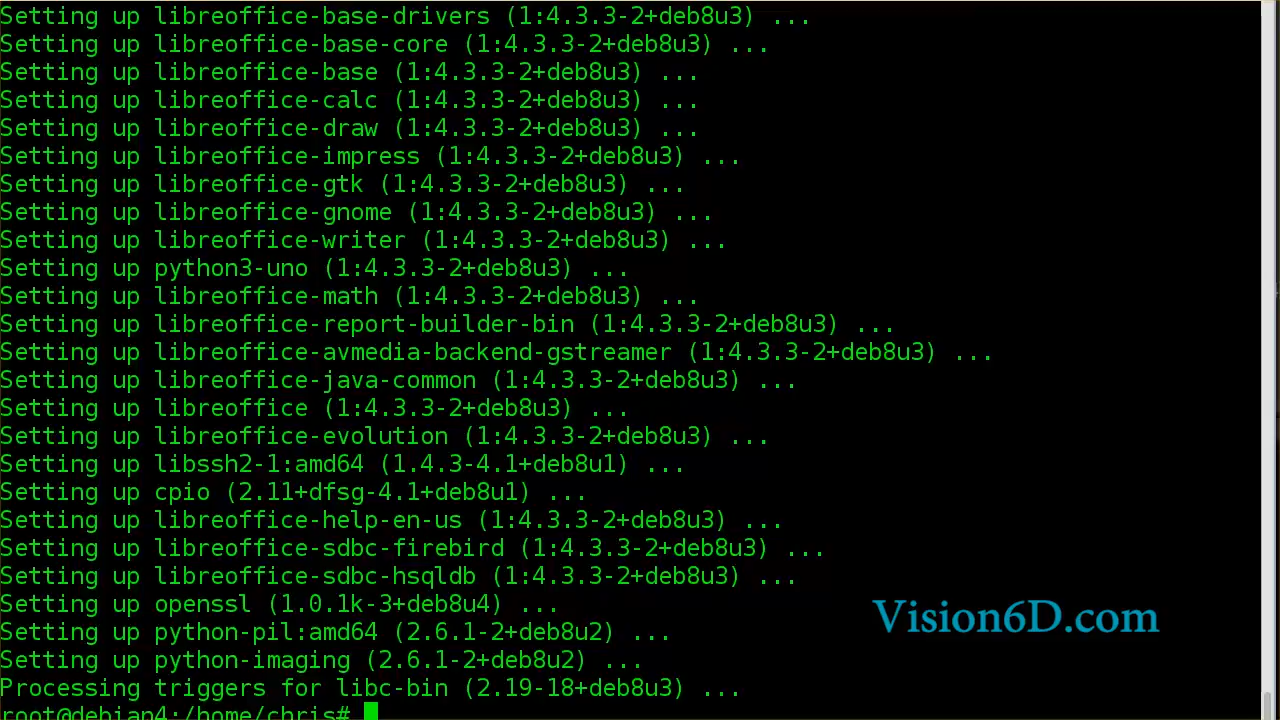 Setting up libreoffice-base-drivers (1:4.3.3-2+deb8u3) ...
Setting up libreoffice-base-core (1:4.3.3-2+deb8u3) ...
Setting up libreoffice-base (1:4.3.3-2+deb8u3) ...
Setting up libreoffice-calc (1:4.3.3-2+deb8u3) ...
Setting up libreoffice-draw (1:4.3.3-2+deb8u3) ...
Setting up libreoffice-impress (1:4.3.3-2+deb8u3) ...
Setting up libreoffice-gtk (1:4.3.3-2+deb8u3) ...
Setting up libreoffice-gnome (1:4.3.3-2+deb8u3) ...
Setting up libreoffice-writer (1:4.3.3-2+deb8u3) ...
Setting up python3-uno (1:4.3.3-2+deb8u3) ...
Setting up libreoffice-math (1:4.3.3-2+deb8u3) ...
Setting up libreoffice-report-builder-bin (1:4.3.3-2+deb8u3) ...
Setting up libreoffice-avmedia-backend-gstreamer (1:4.3.3-2+deb8u3) ...
Setting up libreoffice-java-common (1:4.3.3-2+deb8u3) ...
Setting up libreoffice (1:4.3.3-2+deb8u3) ...
Setting up libreoffice-evolution (1:4.3.3-2+deb8u3) ...
Setting up libssh2-1:amd64 (1.4.3-4.1+deb8u1) ...
Setting up cpio (2.11+dfsg-4.1+deb8u1) ...
Setting up libreoffice-help-en-us (1:4.3.3-2+deb8u3) ...
Setting up libreoffice-sdbc-firebird (1:4.3.3-2+deb8u3) ...
Setting up libreoffice-sdbc-hsqldb (1:4.3.3-2+deb8u3) ...
Setting up openssl (1.0.1k-3+deb8u4) ...
Setting up python-pil:amd64 (2.6.1-2+deb8u2) ...
Setting up python-imaging (2.6.1-2+deb8u2) ...
Processing triggers for libc-bin (2.19-18+deb8u3) ...
root@debian4:/home/chris#
Vision6D.com